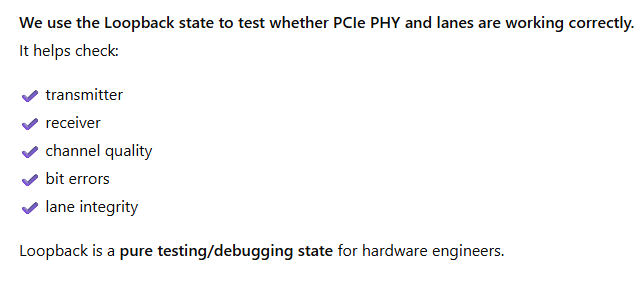 We use the Loopback state to test whether PCIe PHY and lanes are working correctly.
It helps check:
✔ transmitter
✔ receiver
✔ channel quality
✔ bit errors
✔ lane integrity
Loopback is a pure testing/debugging state for hardware engineers.